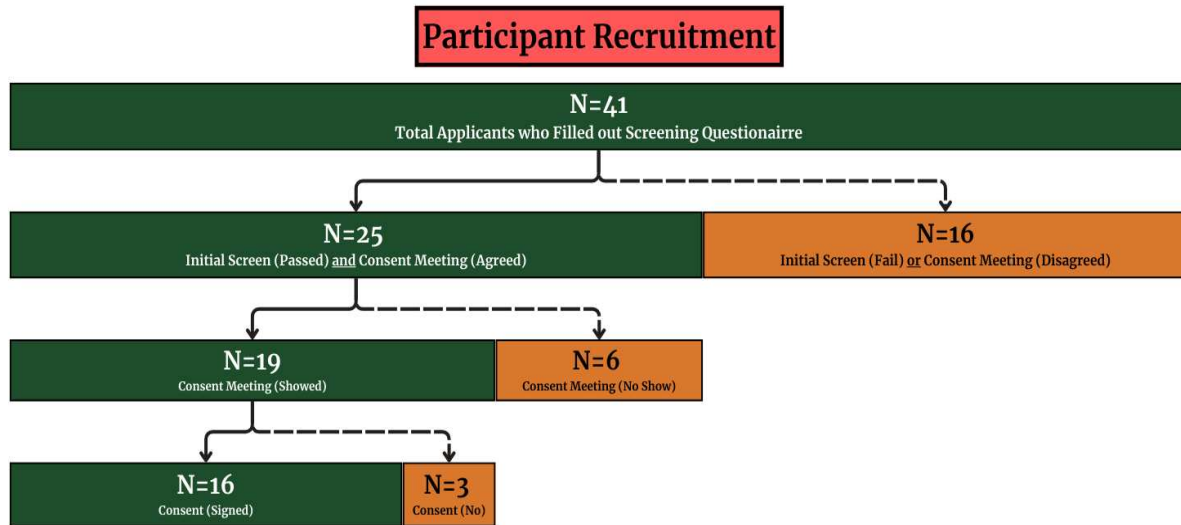 Participant Recruitment
N=41
Total Applicants who Filled out Screening Questionairre
N=25
Initial Screen (Passed) and Consent Meeting (Agreed)
N=16
Initial Screen (Fail) or Consent Meeting (Disagreed)
N=19
Consent Meeting (Showed)
N=6
Consent Meeting (No Show)
N=16
Consent (Signed)
N=3
Consent (No)